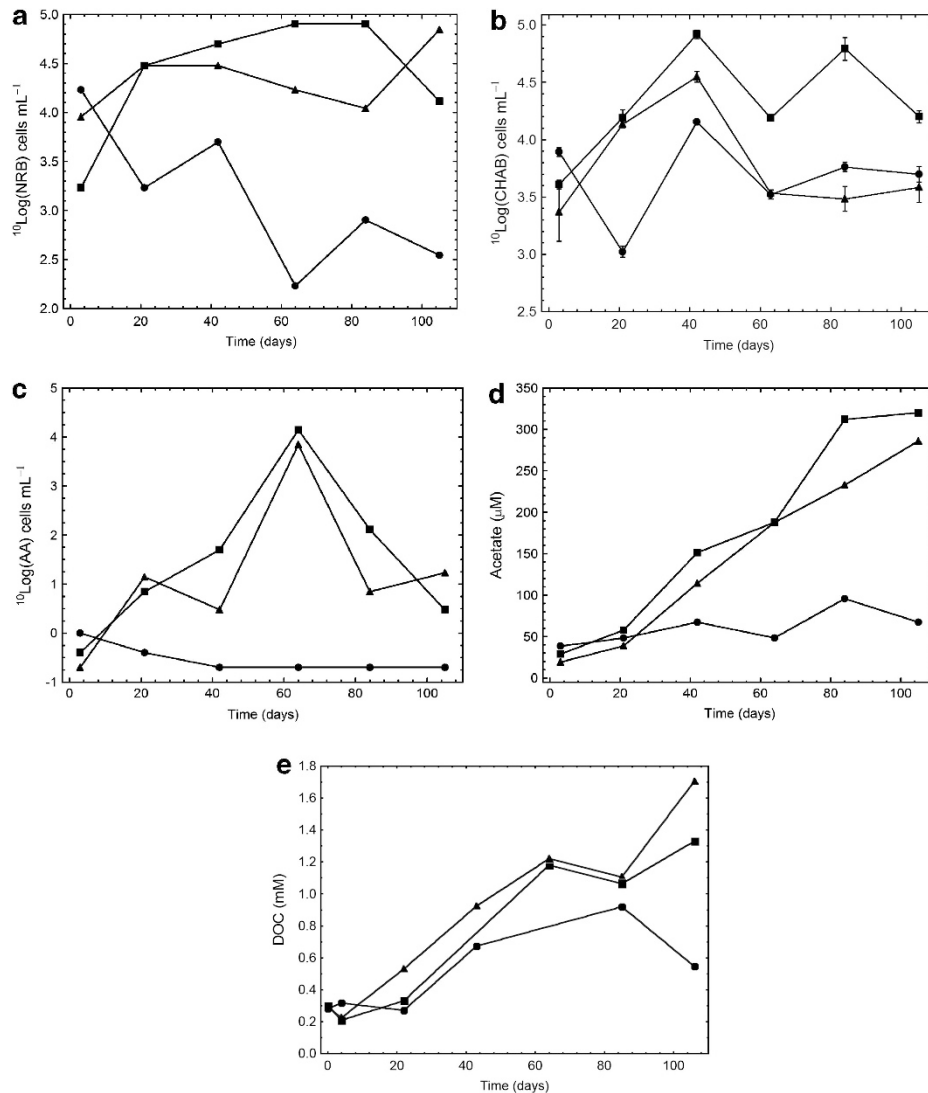 a
5.0
4.5
4.0
3.5
3.0
2.5
2.0
¹⁰Log(NRB) cells mL⁻¹
0 20 40 60 80 100
Time (days)
b
5.0
4.5
4.0
3.5
3.0
2.5
¹⁰Log(CHAB) cells mL⁻¹
0 20 40 60 80 100
Time (days)
c
5
4
3
2
1
0
-1
¹⁰Log(AA) cells mL⁻¹
0 20 40 60 80 100
Time (days)
d
350
300
250
200
150
100
50
0
Acetate (µM)
0 20 40 60 80 100
Time (days)
e
1.8
1.6
1.4
1.2
1.0
0.8
0.6
0.4
0.2
0.0
DOC (mM)
0 20 40 60 80 100
Time (days)